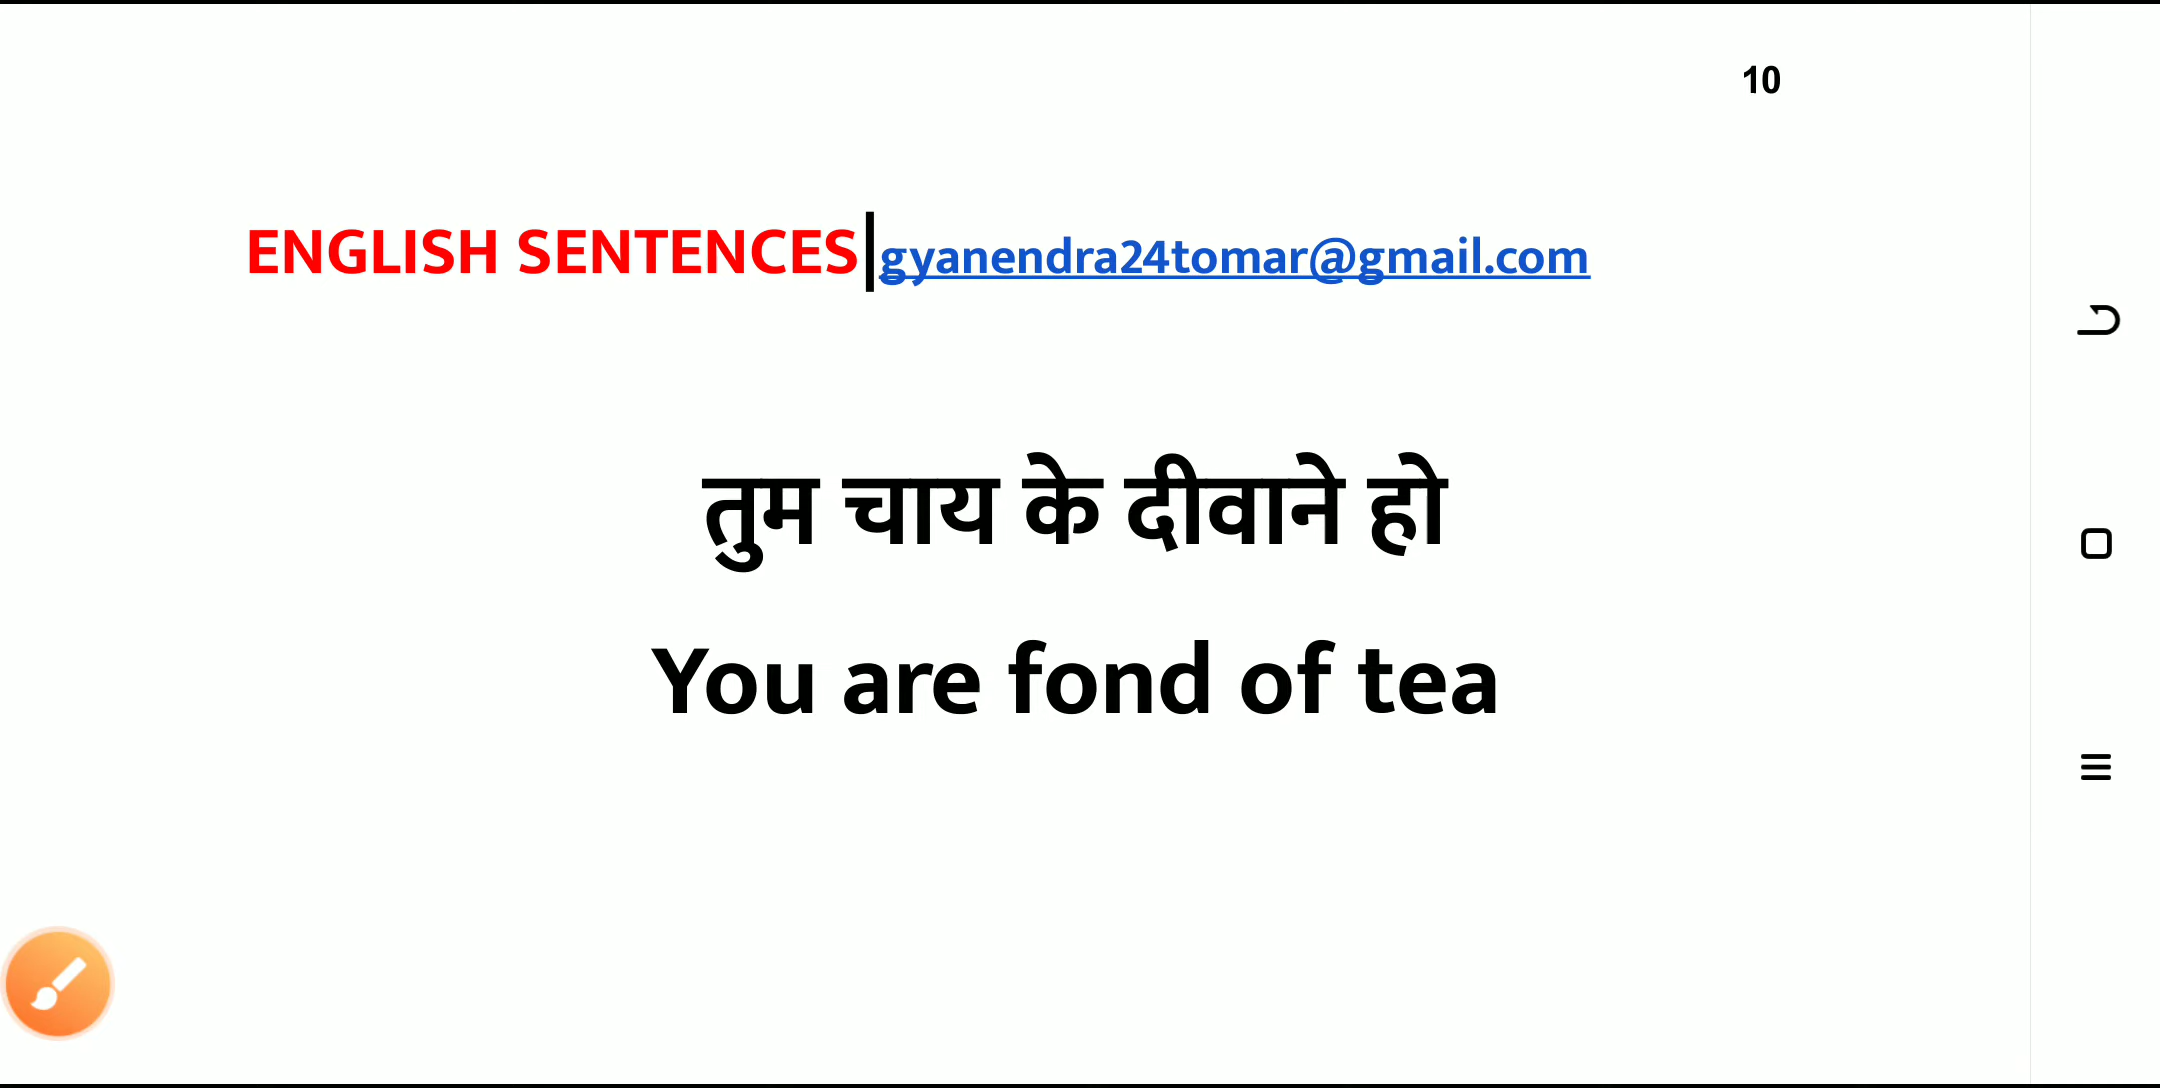 10
ENGLISH SENTENCES|gyanendra24tomar@gmail.com
तुम चाय के दीवाने हो
You are fond of tea